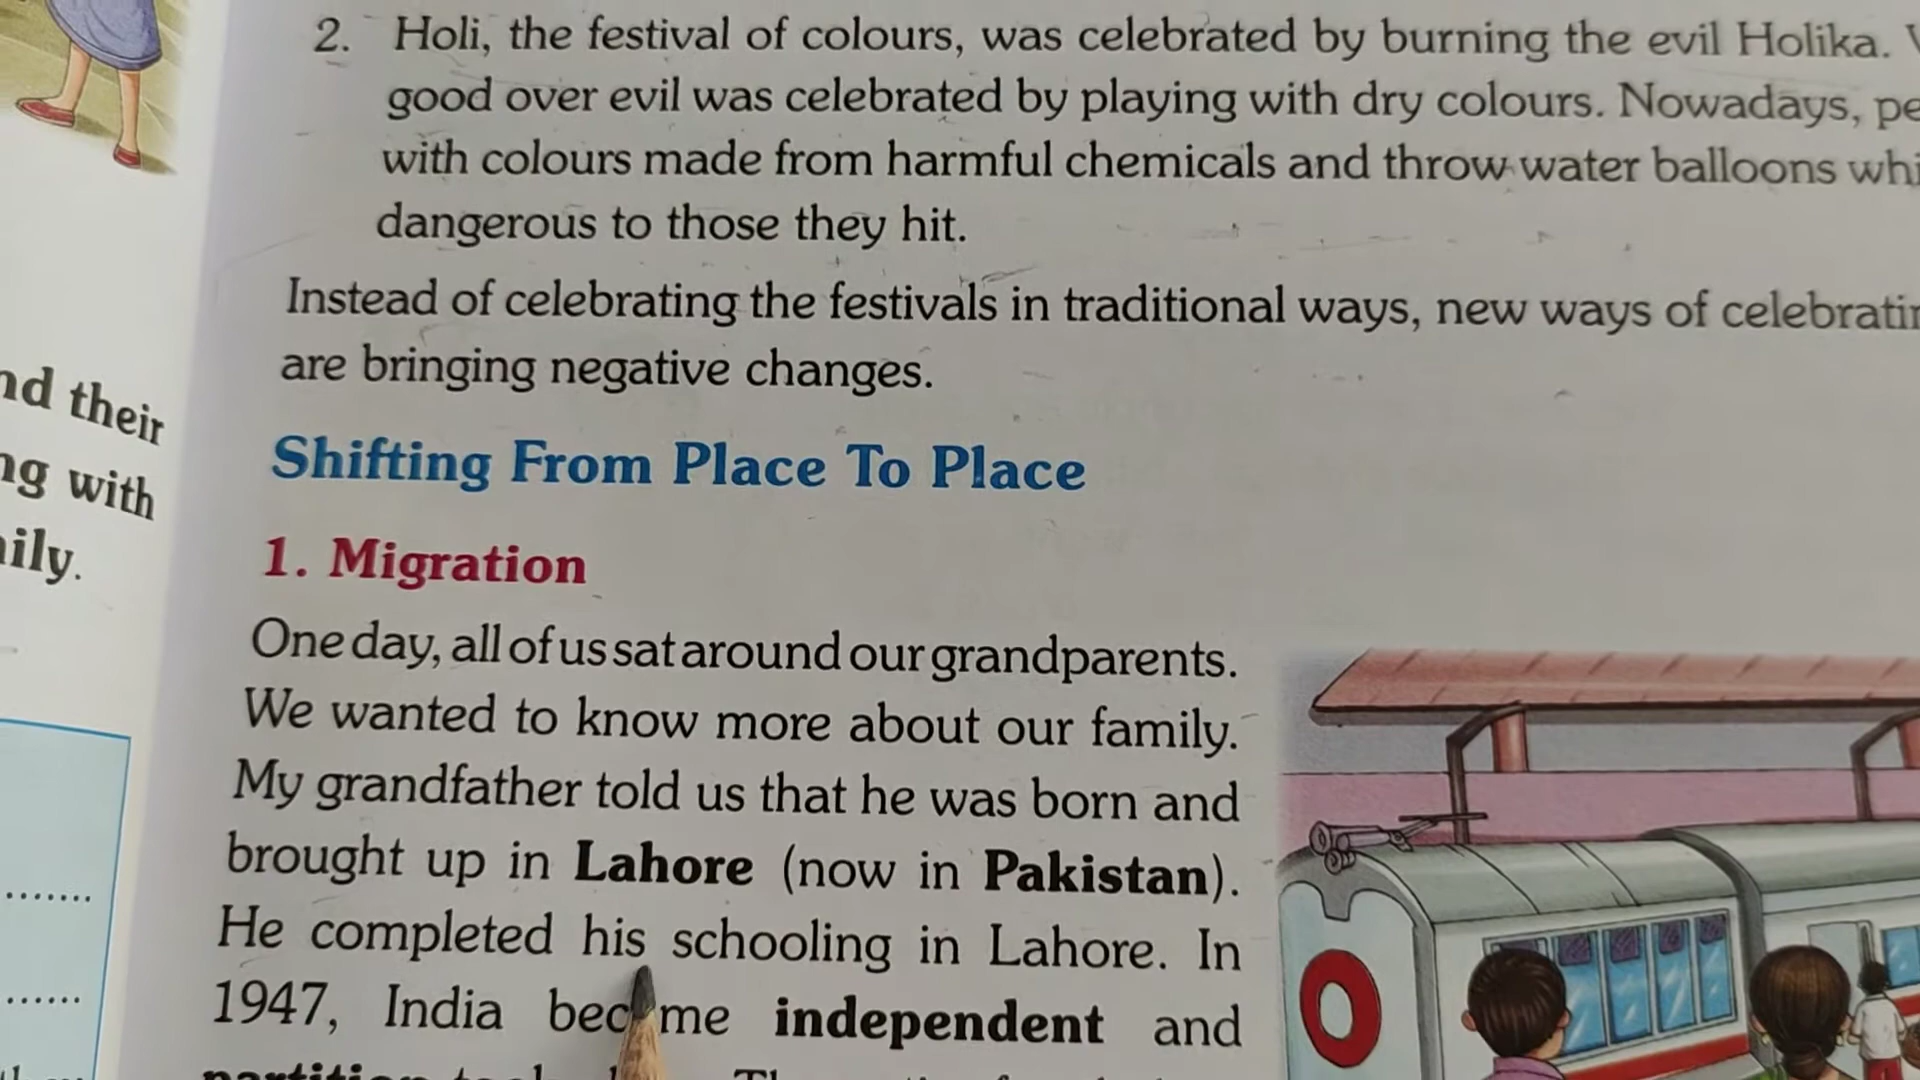 2. Holi, the festival of colours, was celebrated by burning the evil Holika.
good over evil was celebrated by playing with dry colours. Nowadays, pe
with colours made from harmful chemicals and throw water balloons whi
dangerous to those they hit.
Instead of celebrating the festivals in traditional ways, new ways of celebratin
are bringing negative changes.
nd their
ng with
ily.
Shifting From Place To Place
1. Migration
One day, all of us sat around our grandparents.
We wanted to know more about our family.
My grandfather told us that he was born and
brought up in Lahore (now in Pakistan).
He completed his schooling in Lahore. In
1947, India became independent and
partition